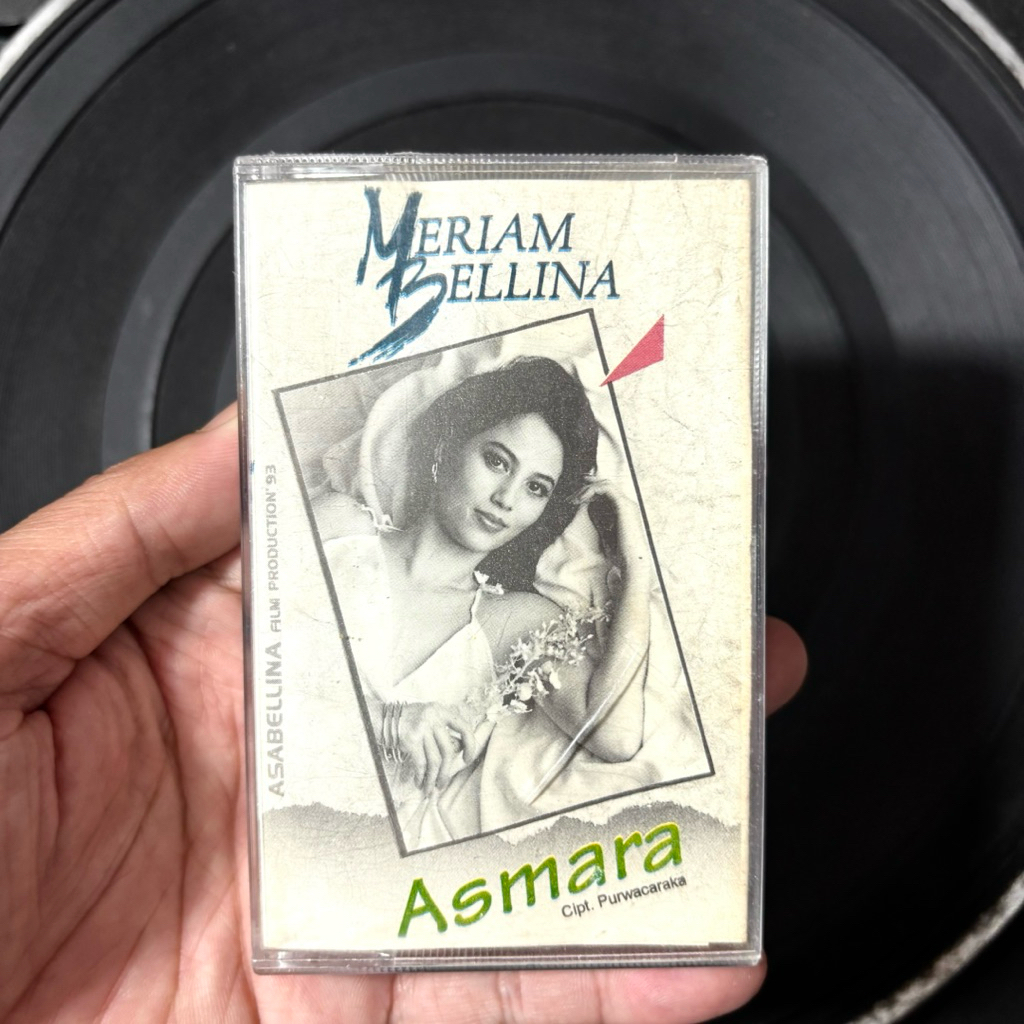 MERIAM
BELLINA
ASABELLINA FILM PRODUCTION'93
Asmara
Cipt. Purwacaraka